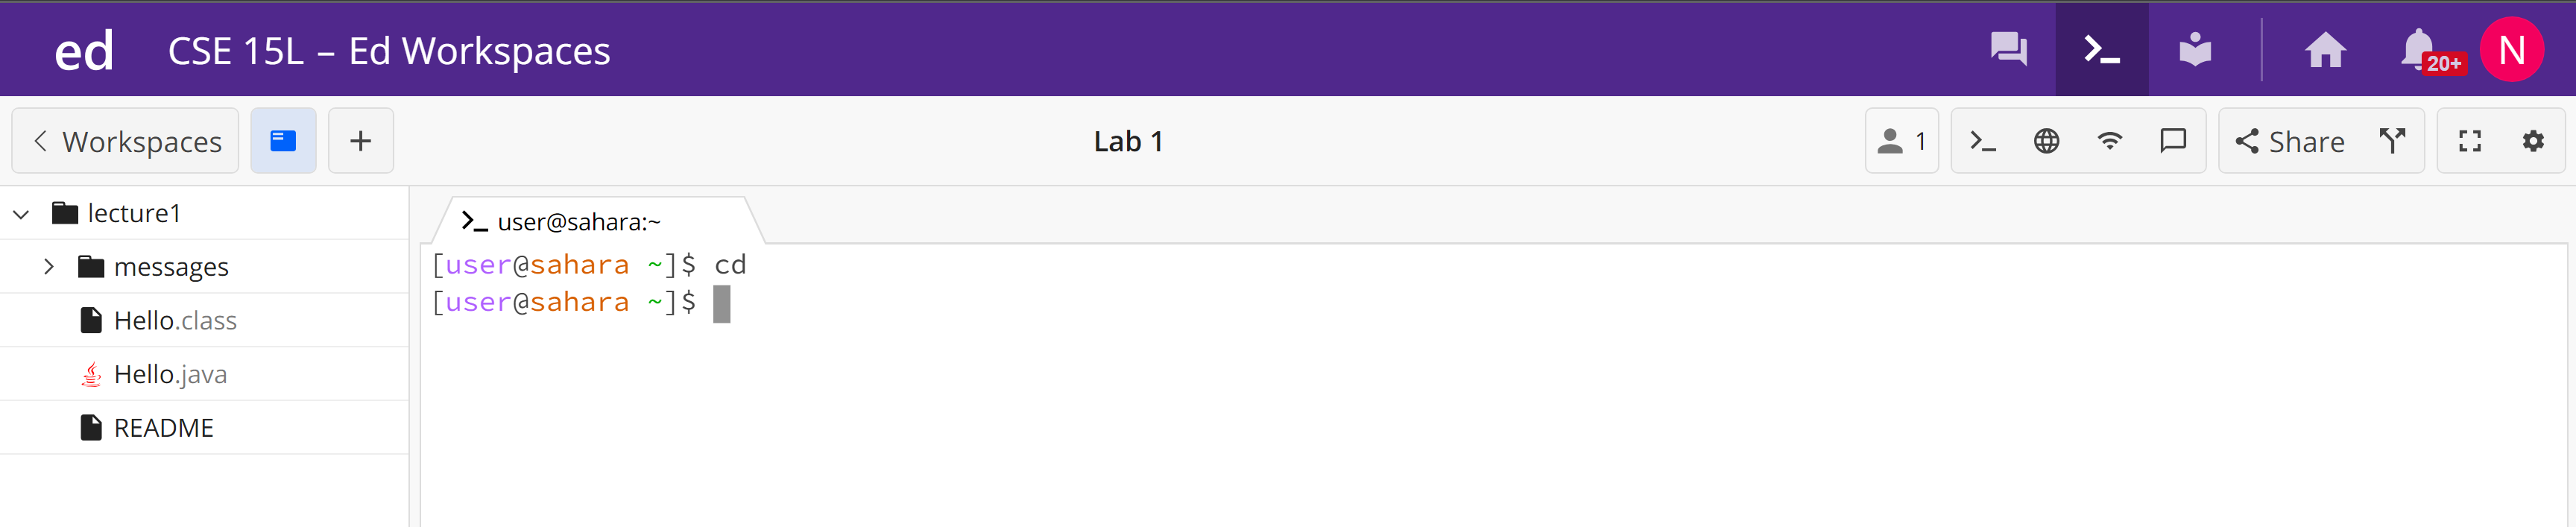 ed CSE 15L – Ed Workspaces 20+ N
Workspaces + Lab 1 1 Share
lecture1
messages
Hello.class
Hello.java
README
user@sahara:~
[user@sahara ~]$ cd
[user@sahara ~]$